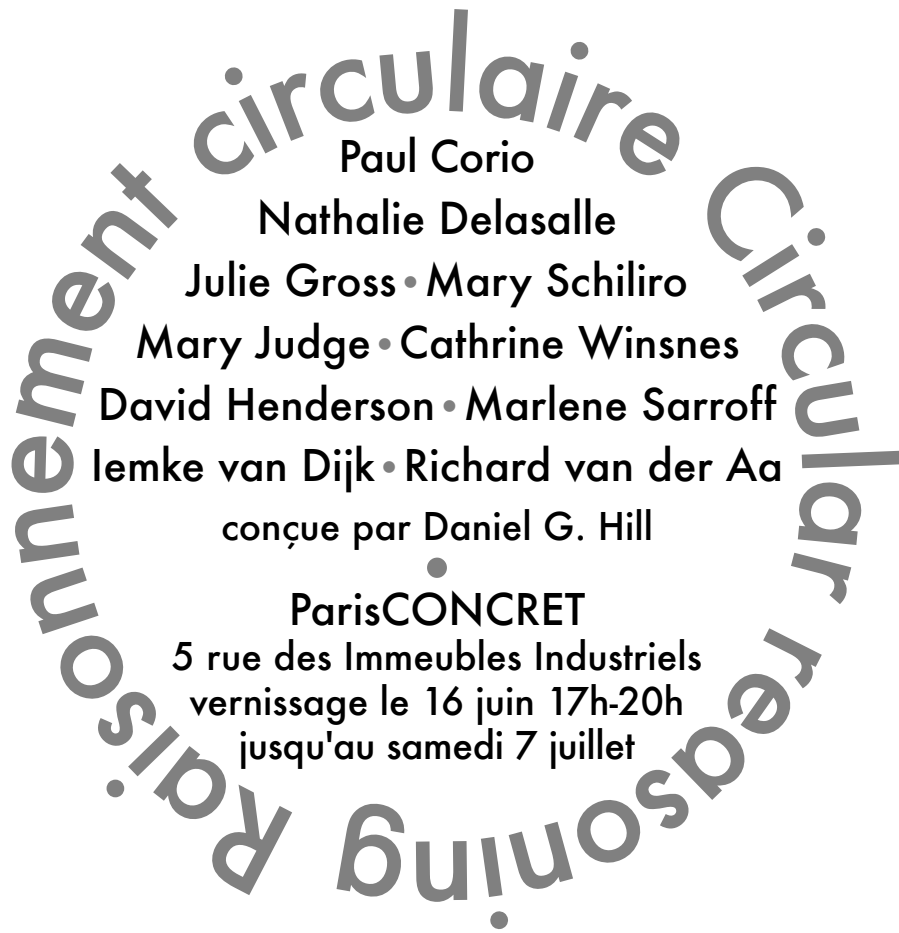 Raisonnement circulaire Circular reasoning
Paul Corio
Nathalie Delasalle
Julie Gross • Mary Schiliro
Mary Judge • Cathrine Winsnes
David Henderson • Marlene Sarroff
Iemke van Dijk • Richard van der Aa
conçue par Daniel G. Hill
•
ParisCONCRET
5 rue des Immeubles Industriels
vernissage le 16 juin 17h-20h
jusqu'au samedi 7 juillet